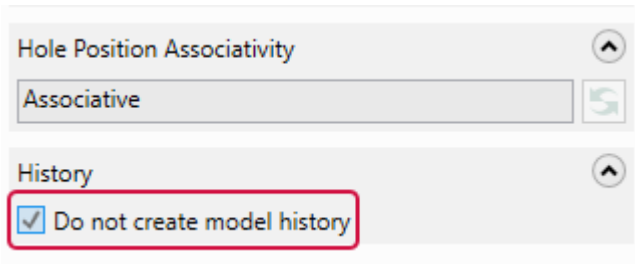 Hole Position Associativity
Associative
History
Do not create model history